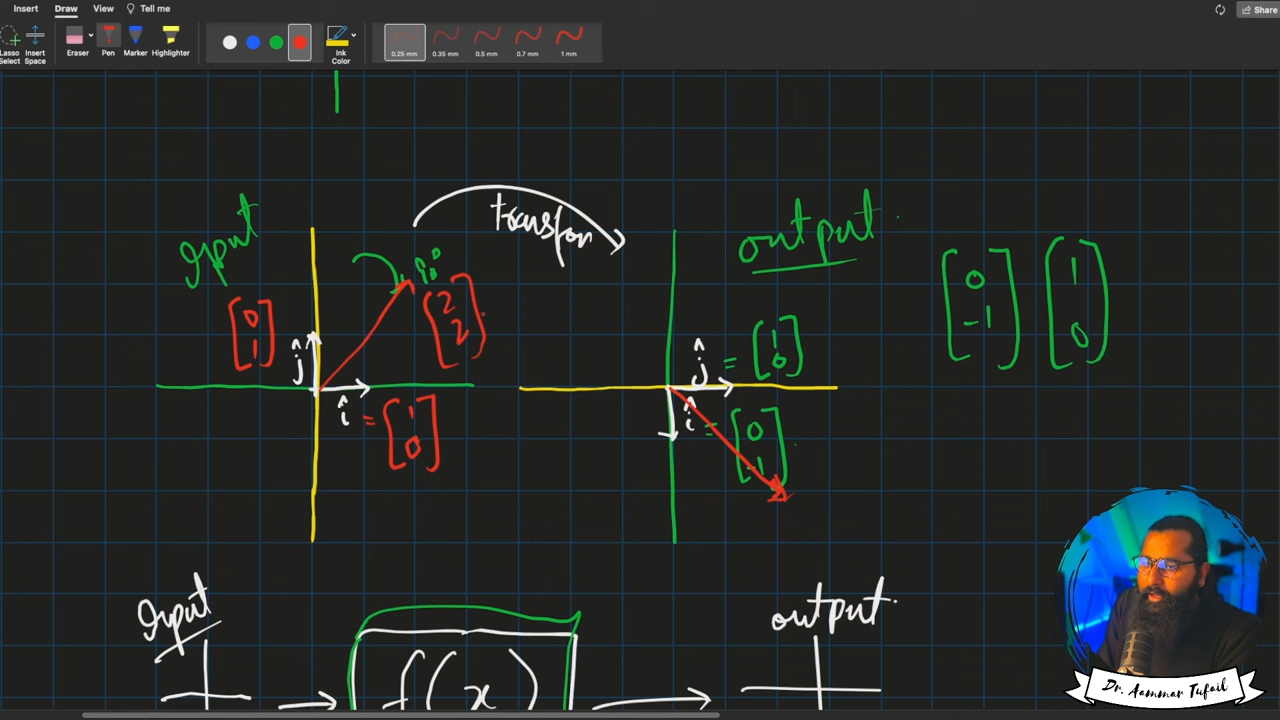 Insert Draw View Tell me
Share
Lasso Select
Insert Space
Eraser
Pen
Marker
Highlighter
Ink Color
0.25 mm
0.35 mm
0.5 mm
0.7 mm
1 mm
Input
transfor
output
90°
[0 1]
ĵ
[2 2]
î = [1 0]
ĵ = [1 0]
î = [0 -1]
[0 -1] [1 0]
Input
f(x)
output
Dr. Aammar Tufail